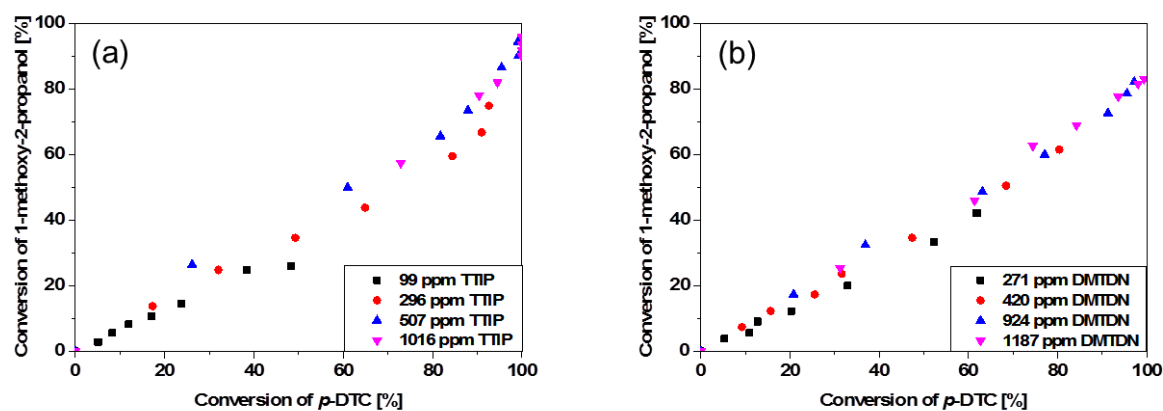 (a)
Conversion of 1-methoxy-2-propanol [%]
100
80
60
40
20
0
99 ppm TTIP
296 ppm TTIP
507 ppm TTIP
1016 ppm TTIP
0 20 40 60 80 100
Conversion of p-DTC [%]
(b)
Conversion of 1-methoxy-2-propanol [%]
100
80
60
40
20
0
271 ppm DMTDN
420 ppm DMTDN
924 ppm DMTDN
1187 ppm DMTDN
0 20 40 60 80 100
Conversion of p-DTC [%]